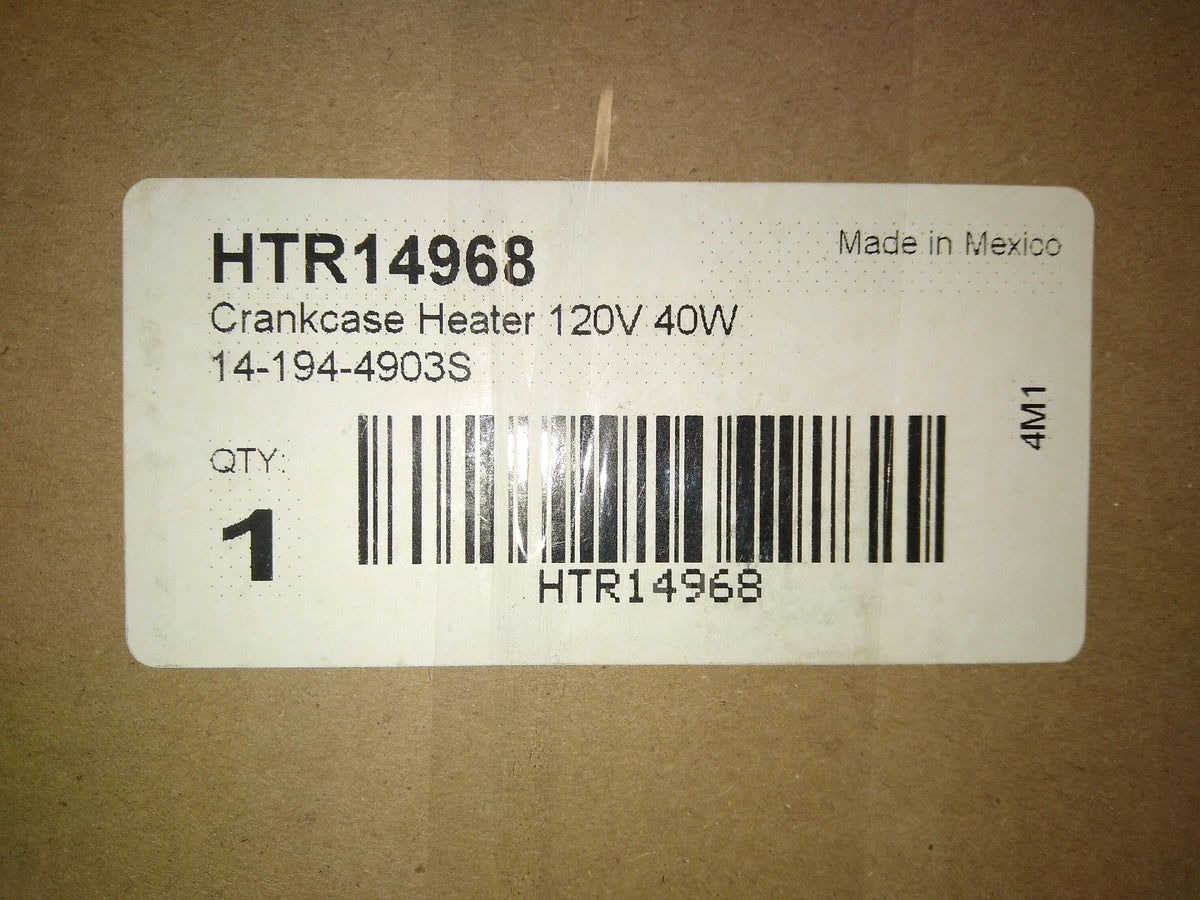 HTR14968
Made in Mexico
Crankcase Heater 120V 40W
14-194-4903S
4M1
QTY:
1
HTR14968